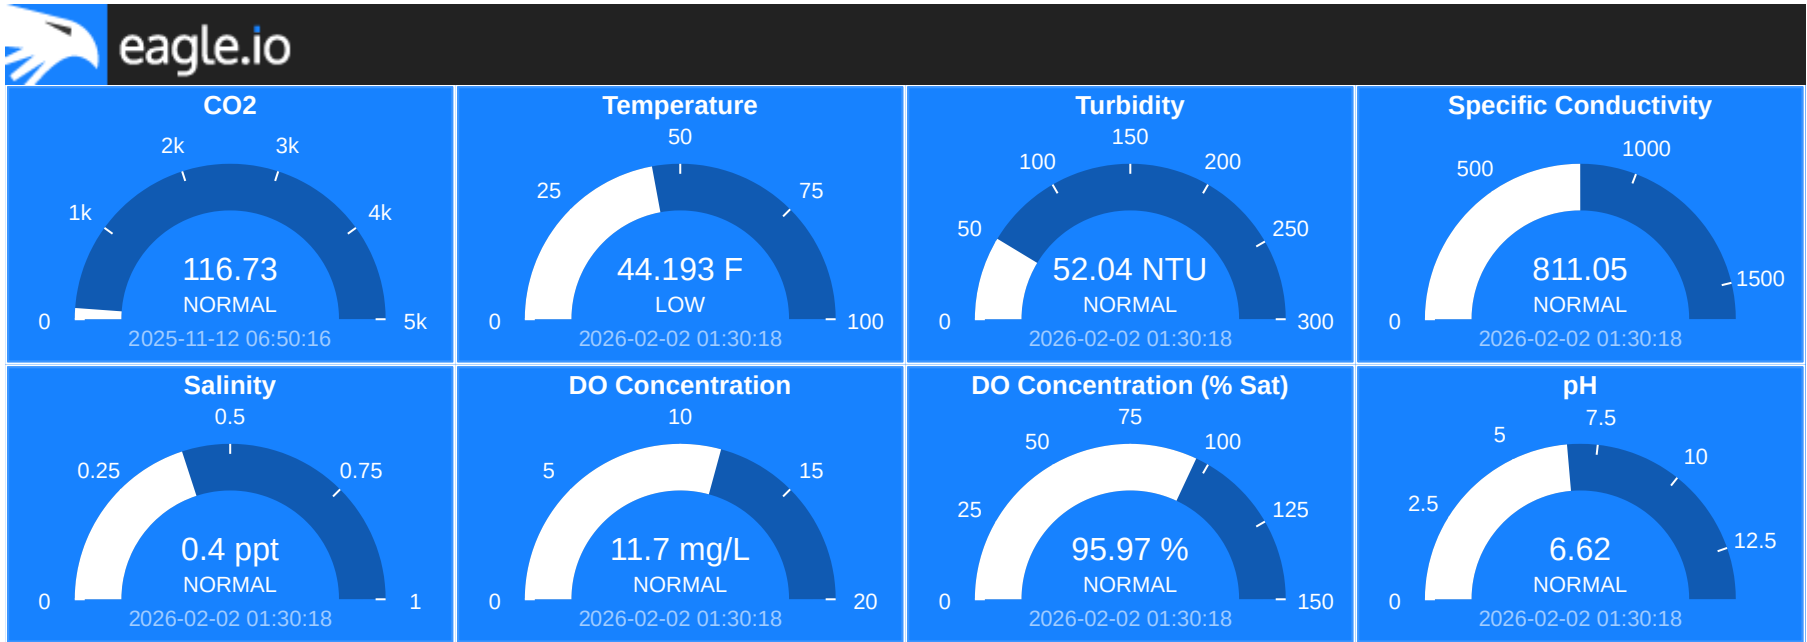 eagle.io
CO2
0
1k
2k
3k
4k
5k
116.73
NORMAL
2025-11-12 06:50:16
Temperature
0
25
50
75
100
44.193 F
LOW
2026-02-02 01:30:18
Turbidity
0
50
100
150
200
250
300
52.04 NTU
NORMAL
2026-02-02 01:30:18
Specific Conductivity
0
500
1000
1500
811.05
NORMAL
2026-02-02 01:30:18
Salinity
0
0.25
0.5
0.75
1
0.4 ppt
NORMAL
2026-02-02 01:30:18
DO Concentration
0
5
10
15
20
11.7 mg/L
NORMAL
2026-02-02 01:30:18
DO Concentration (% Sat)
0
25
50
75
100
125
150
95.97 %
NORMAL
2026-02-02 01:30:18
pH
0
2.5
5
7.5
10
12.5
6.62
NORMAL
2026-02-02 01:30:18